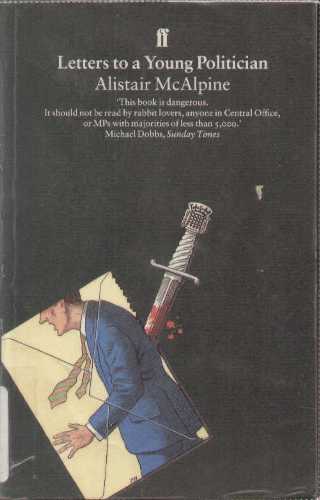 ff
Letters to a Young Politician
Alistair McAlpine
'This book is dangerous.
It should not be read by rabbit lovers, anyone in Central Office,
or MPs with majorities of less than 5,000.'
Michael Dobbs, Sunday Times